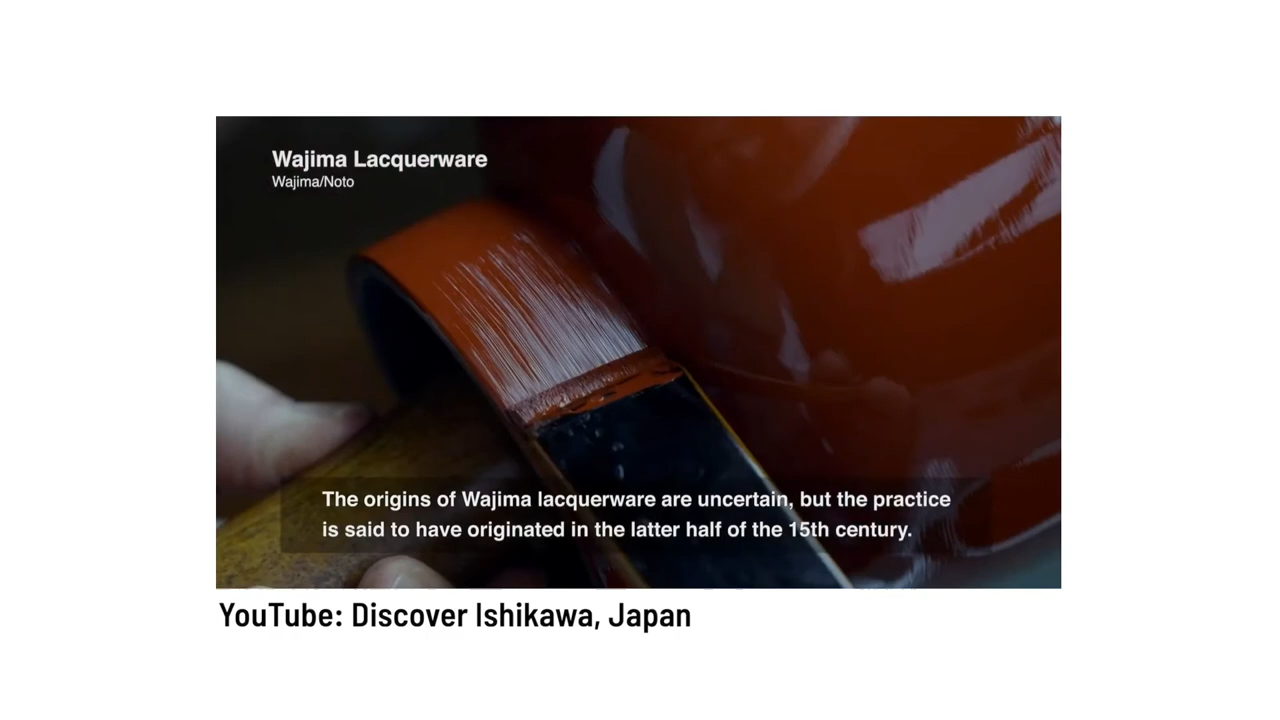 Wajima Lacquerware
Wajima/Noto
The origins of Wajima lacquerware are uncertain, but the practice
is said to have originated in the latter half of the 15th century.
YouTube: Discover Ishikawa, Japan